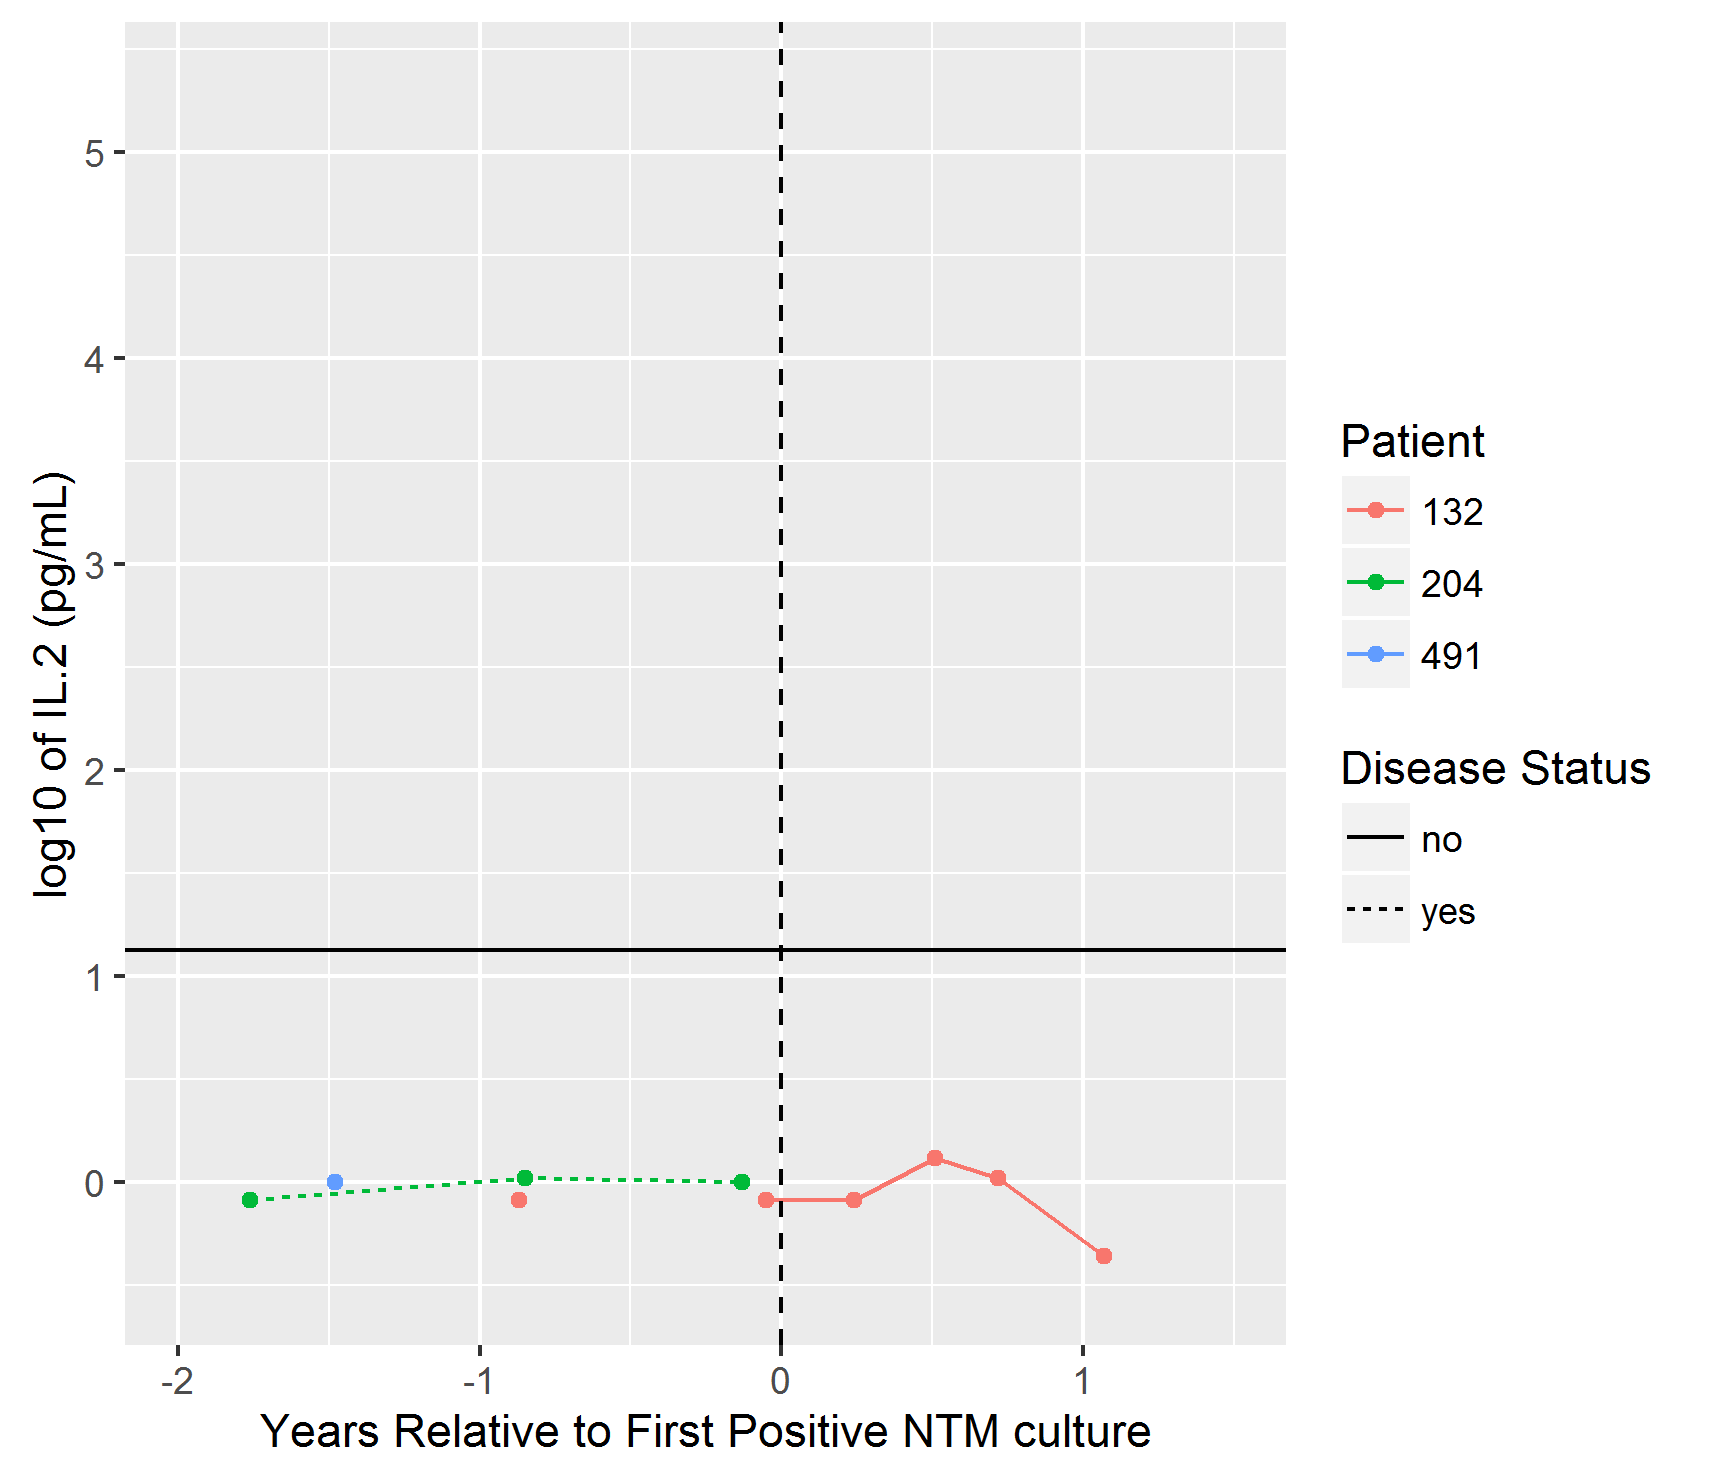 log10 of IL.2 (pg/mL)
5
4
3
2
1
0
-2
-1
0
1
Years Relative to First Positive NTM culture
Patient
132
204
491
Disease Status
no
yes